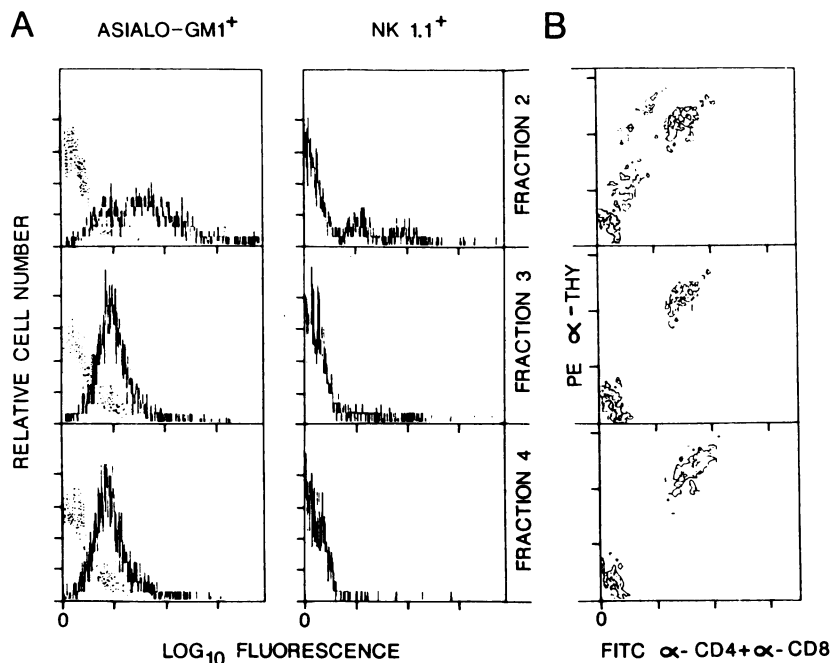 A
ASIALO-GM1+
NK 1.1+
B
RELATIVE CELL NUMBER
FRACTION 2
FRACTION 3
FRACTION 4
PE α-THY
0
0
0
LOG10 FLUORESCENCE
FITC α-CD4+α-CD8